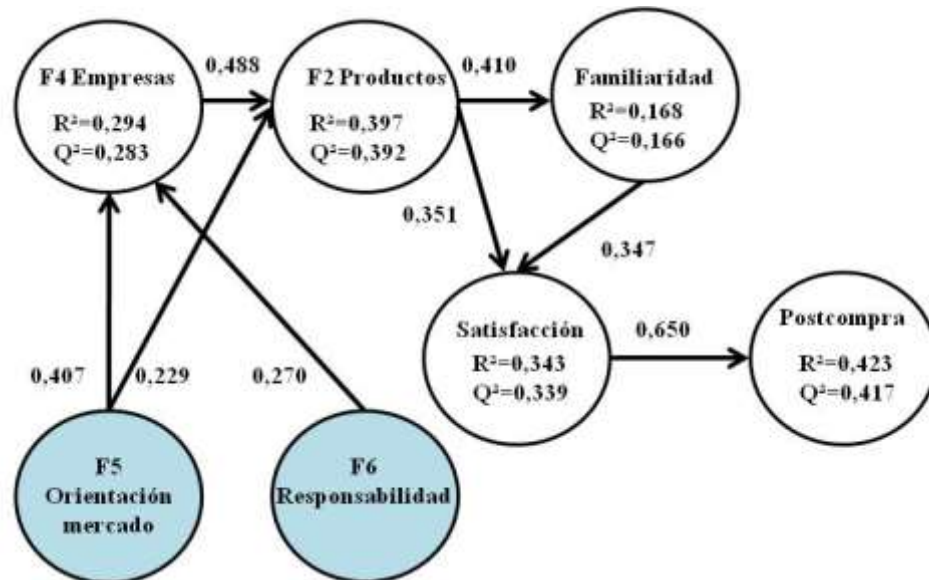 F4 Empresas
R²=0,294
Q²=0,283
0,488
F2 Productos
R²=0,397
Q²=0,392
0,410
Familiaridad
R²=0,168
Q²=0,166
0,351
0,347
Satisfacción
R²=0,343
Q²=0,339
0,650
Postcompra
R²=0,423
Q²=0,417
0,407
0,229
0,270
F5
Orientación
mercado
F6
Responsabilidad